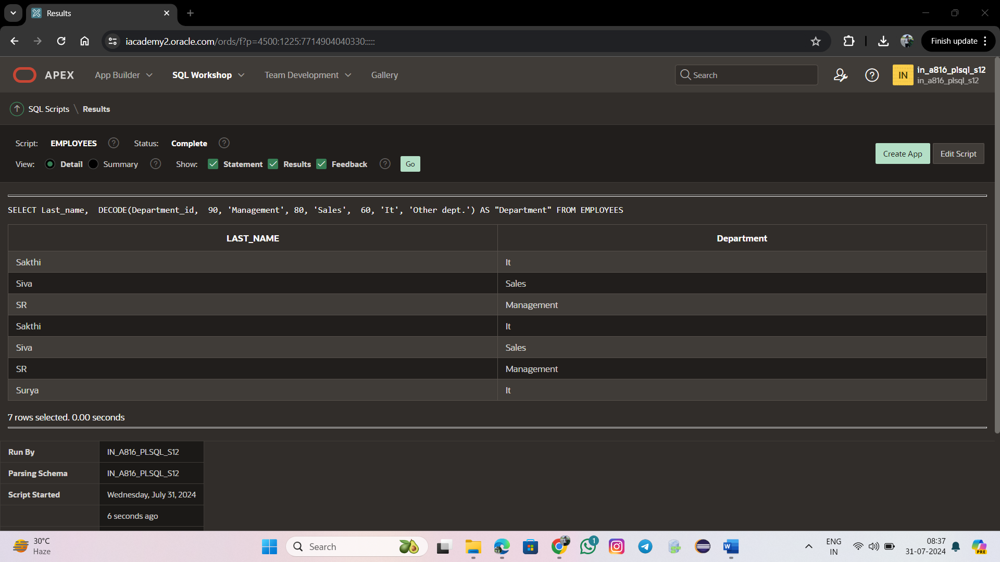 Results
iacademy2.oracle.com/ords/f?p=4500:1225:7714904040330:::::
Finish update
APEX App Builder SQL Workshop Team Development Gallery Search IN in_a816_plsql_s12
in_a816_plsql_s12
SQL Scripts \ Results
Script: EMPLOYEES Status: Complete
Create App Edit Script
View: Detail Summary Show: Statement Results Feedback Go
SELECT Last_name,  DECODE(Department_id,  90, 'Management', 80, 'Sales',  60, 'It', 'Other dept.') AS "Department" FROM EMPLOYEES
LAST_NAME Department
Sakthi It
Siva Sales
SR Management
Sakthi It
Siva Sales
SR Management
Surya It
7 rows selected. 0.00 seconds
Run By IN_A816_PLSQL_S12
Parsing Schema IN_A816_PLSQL_S12
Script Started Wednesday, July 31, 2024
6 seconds ago
30°C
Haze
Search
1
W
ENG
IN
08:37
31-07-2024
PRE